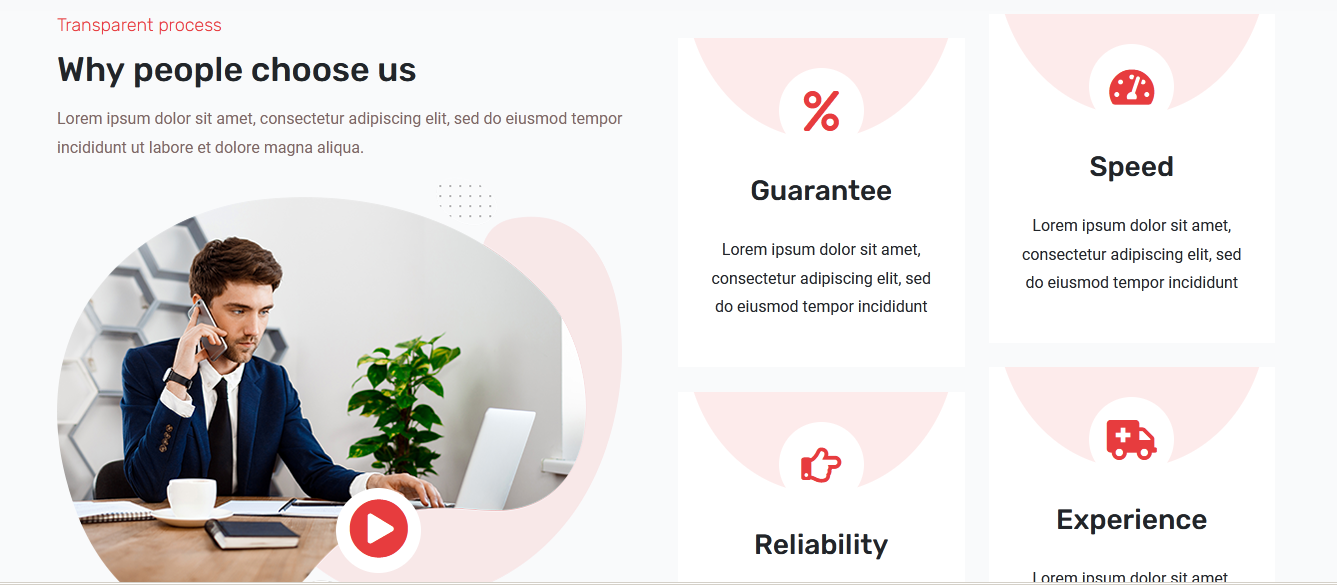 Transparent process
Why people choose us
Lorem ipsum dolor sit amet, consectetur adipiscing elit, sed do eiusmod tempor
incididunt ut labore et dolore magna aliqua.
Guarantee
Lorem ipsum dolor sit amet,
consectetur adipiscing elit, sed
do eiusmod tempor incididunt
Speed
Lorem ipsum dolor sit amet,
consectetur adipiscing elit, sed
do eiusmod tempor incididunt
Reliability
Experience
Lorem ipsum dolor sit amet,